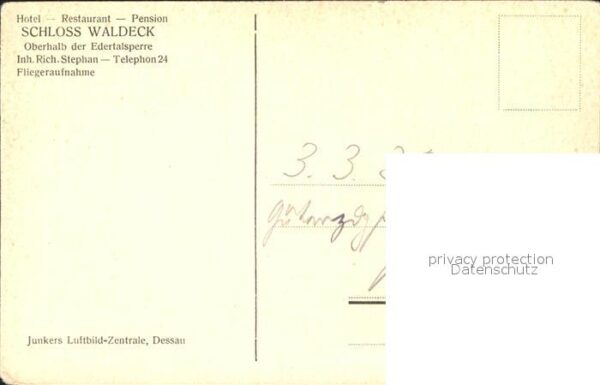 Hotel — Restaurant — Pension
SCHLOSS WALDECK
Oberhalb der Edertalsperre
Inh. Rich. Stephan — Telephon 24
Fliegeraufnahme
3. 3.
privacy protection
Datenschutz
Junkers Luftbild-Zentrale, Dessau